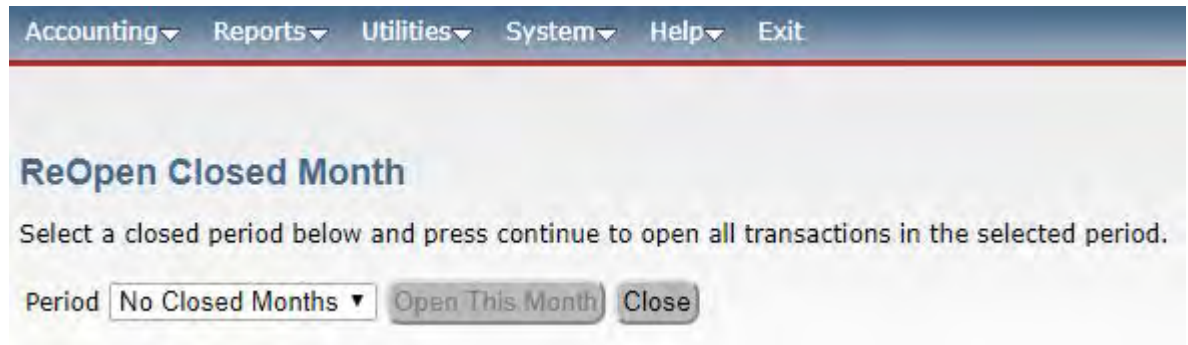 Accounting Reports Utilities System Help Exit
ReOpen Closed Month
Select a closed period below and press continue to open all transactions in the selected period.
Period No Closed Months Open This Month Close